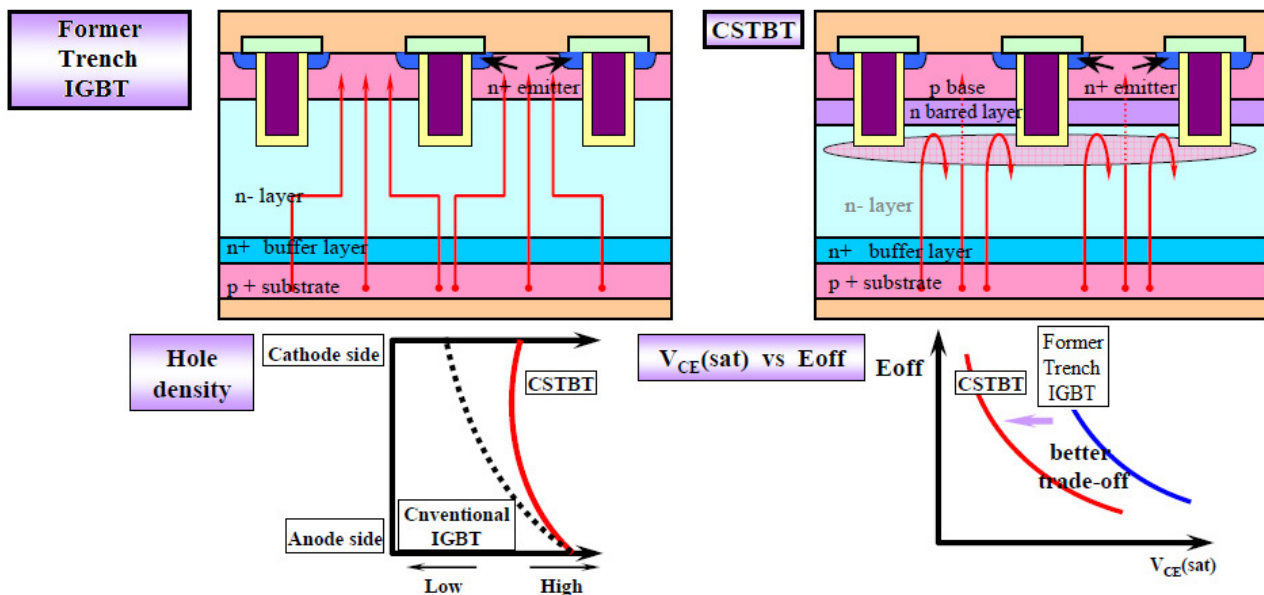 Former
Trench
IGBT
n+ emitter
n- layer
n+ buffer layer
p + substrate
CSTBT
p base
n+ emitter
n barred layer
n- layer
n+ buffer layer
p + substrate
Hole
density
Cathode side
CSTBT
Cnventional
IGBT
Anode side
Low
High
VCE(sat) vs Eoff
Eoff
CSTBT
Former
Trench
IGBT
better
trade-off
VCE(sat)